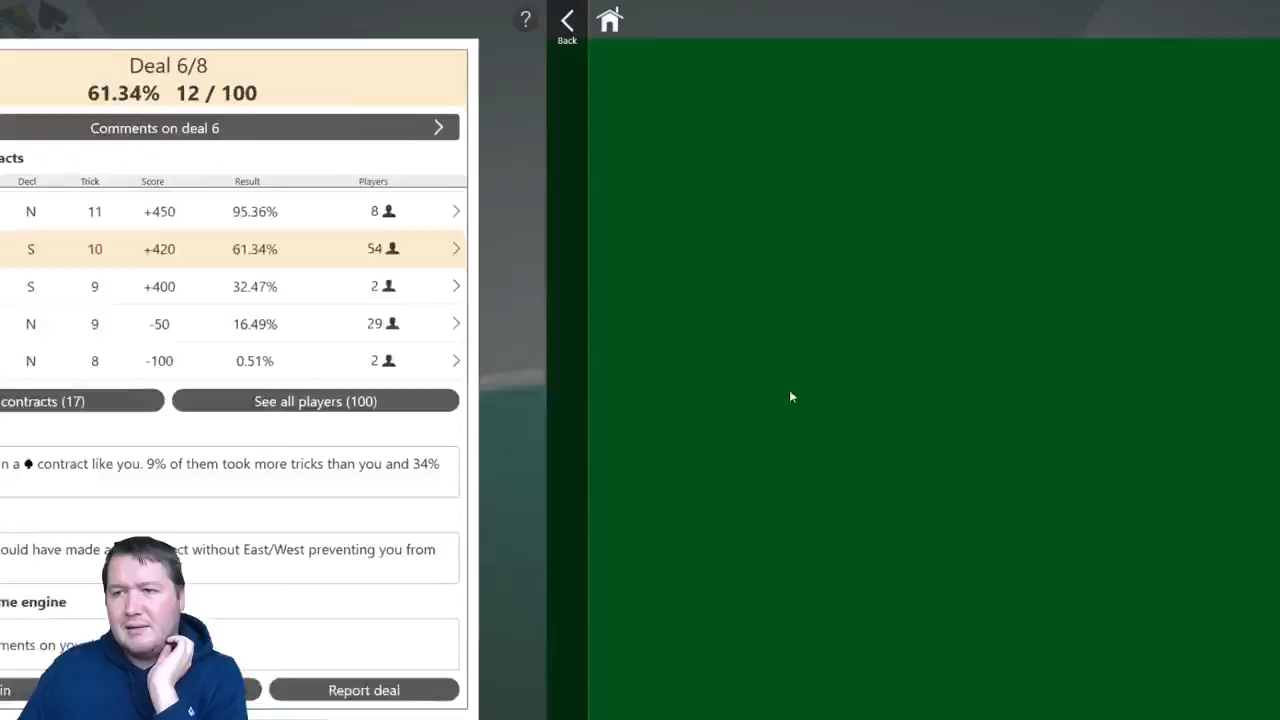 ?
Back
Deal 6/8
61.34% 12 / 100
Comments on deal 6
acts
Decl Trick Score Result Players
N 11 +450 95.36% 8
S 10 +420 61.34% 54
S 9 +400 32.47% 2
N 9 -50 16.49% 29
N 8 -100 0.51% 2
contracts (17) See all players (100)
n a ♠ contract like you. 9% of them took more tricks than you and 34%
ould have made a ct without East/West preventing you from
me engine
ments on yo
in Report deal